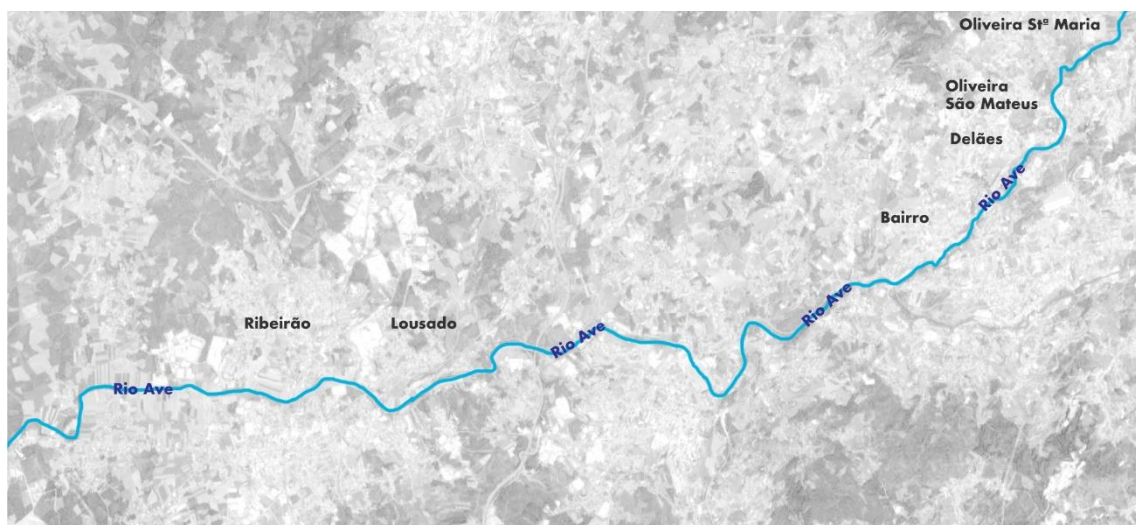 Oliveira Stª Maria
Oliveira
São Mateus
Delães
Rio Ave
Bairro
Rio Ave
Ribeirão
Lousado
Rio Ave
Rio Ave